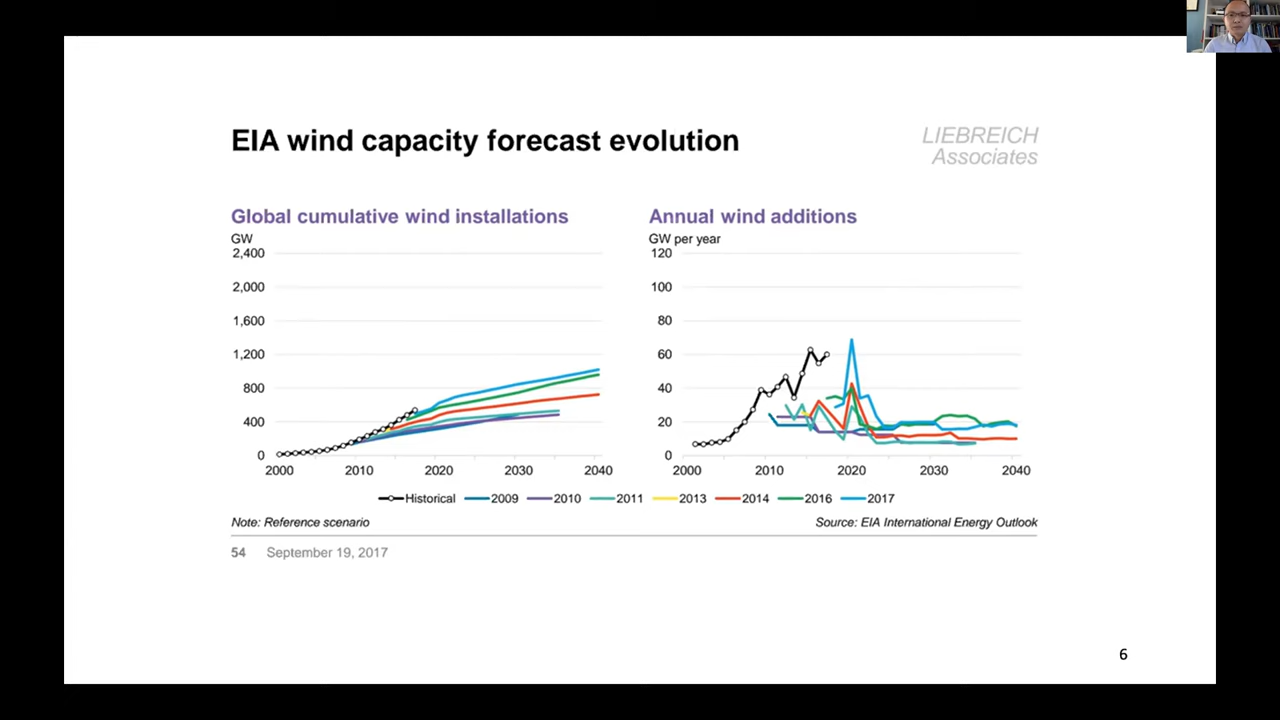 EIA wind capacity forecast evolution
LIEBREICH
Associates
Global cumulative wind installations
GW
2,400
2,000
1,600
1,200
800
400
0
2000 2010 2020 2030 2040
Annual wind additions
GW per year
120
100
80
60
40
20
0
2000 2010 2020 2030 2040
Historical 2009 2010 2011 2013 2014 2016 2017
Note: Reference scenario
Source: EIA International Energy Outlook
54 September 19, 2017
6